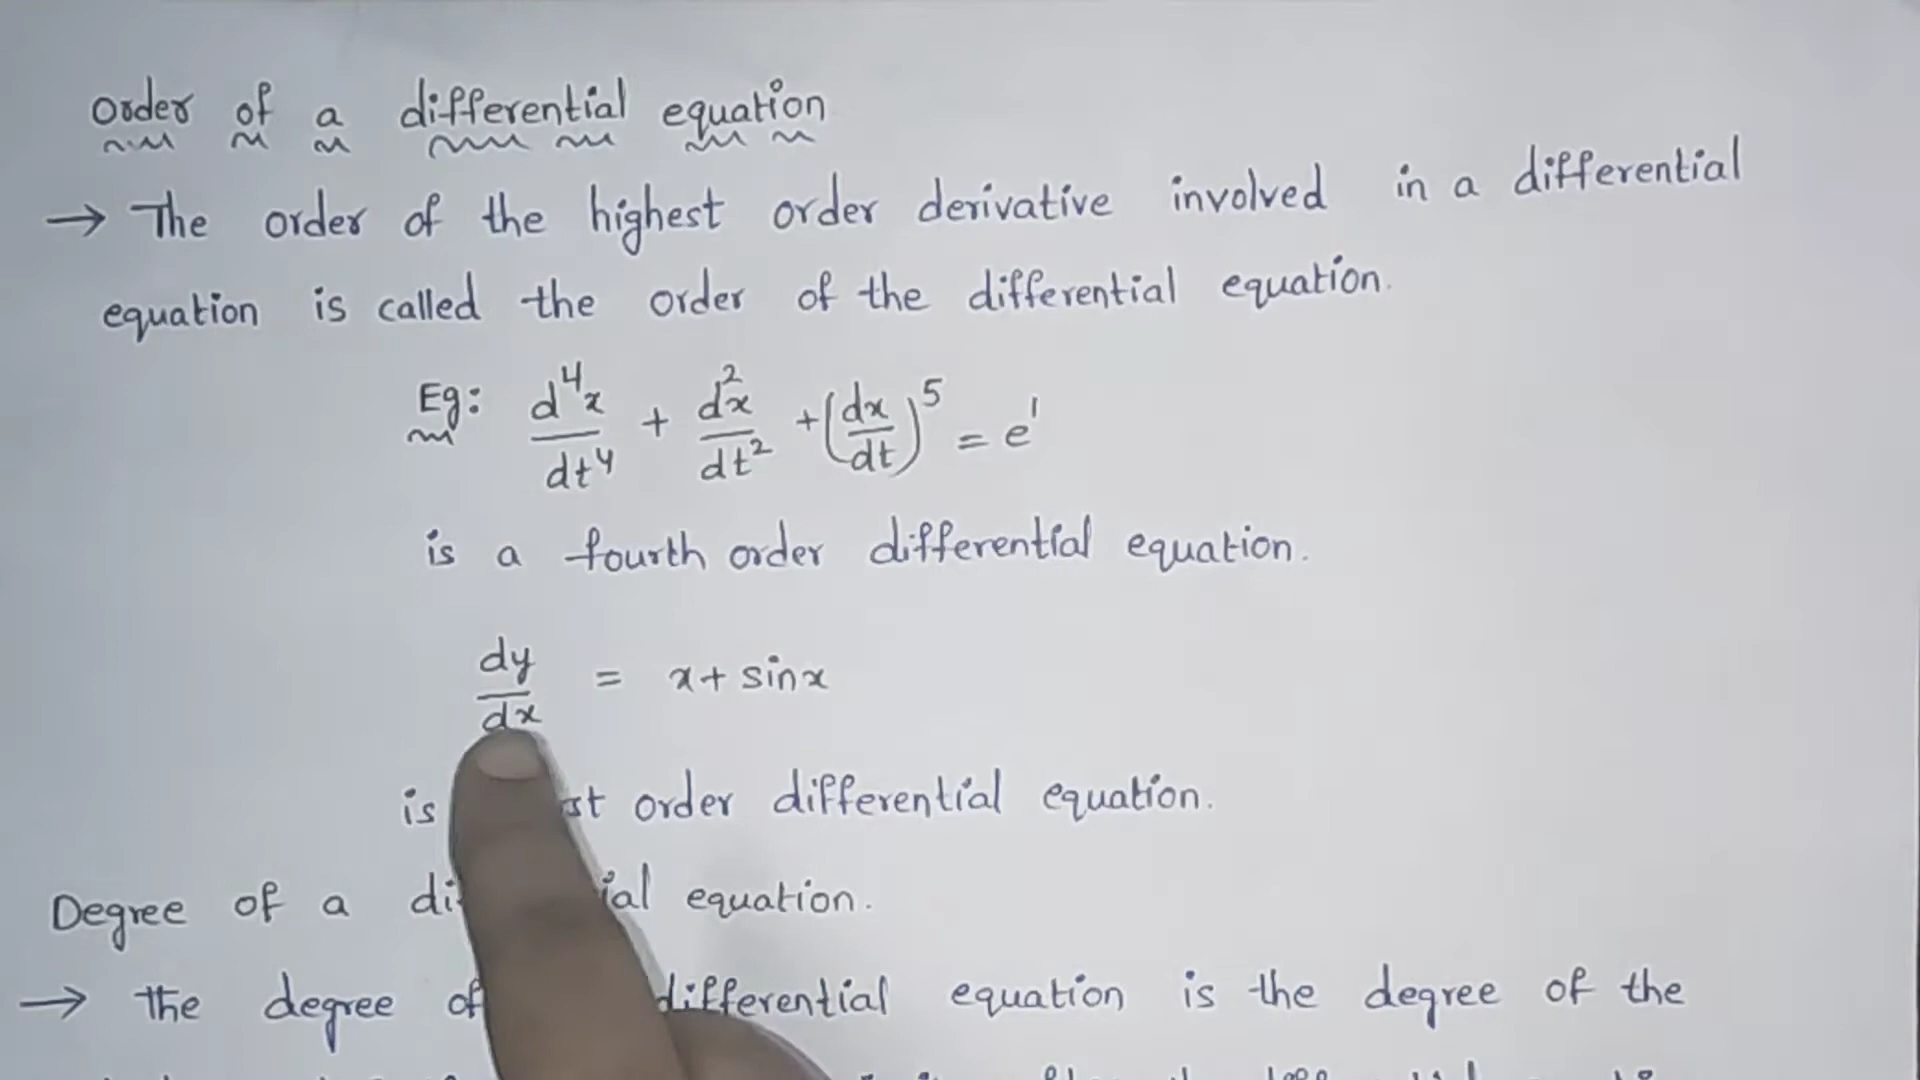 Order of a differential equation
→ The order of the highest order derivative involved in a differential
equation is called the order of the differential equation.
Eg: d⁴x/dt⁴ + d²x/dt² + (dx/dt)⁵ = e¹
is a fourth order differential equation.
dy/dx = x + sinx
is order differential equation.
Degree of a equation.
→ the degree of differential equation is the degree of the